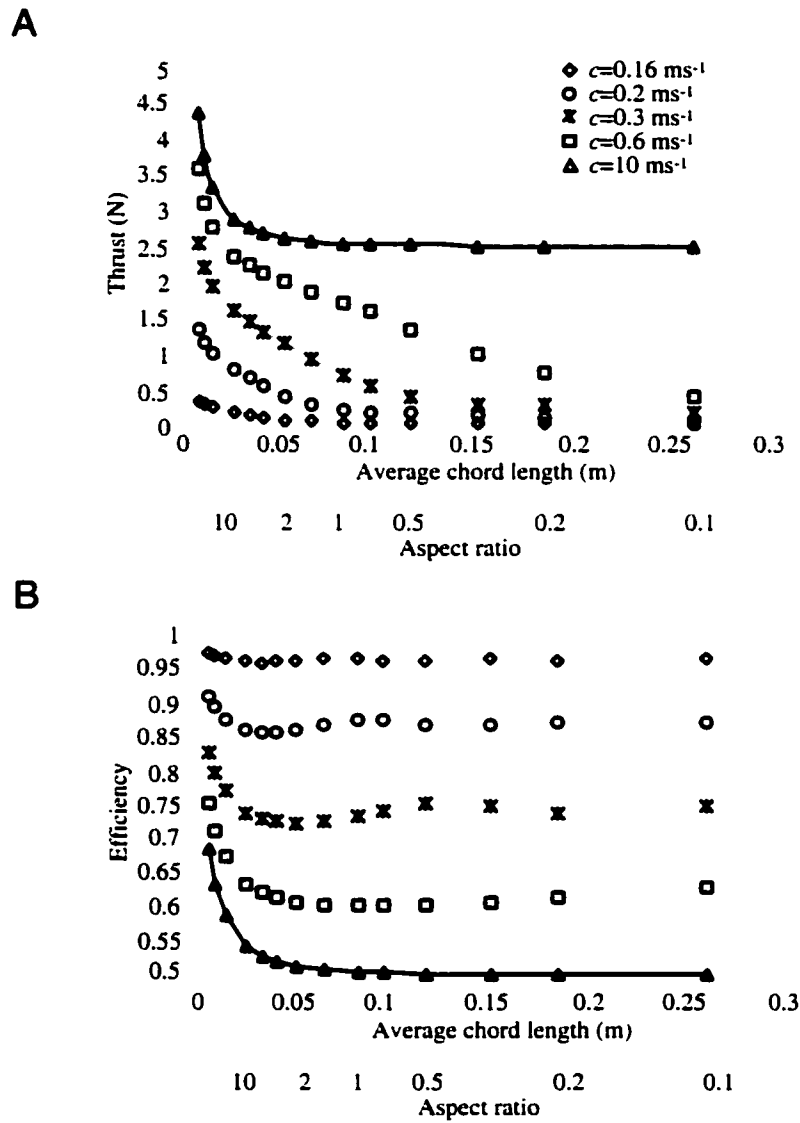 A
5
4.5
4
3.5
3
2.5
2
1.5
1
0.5
0
Thrust (N)
c=0.16 ms-1
c=0.2 ms-1
c=0.3 ms-1
c=0.6 ms-1
c=10 ms-1
0 0.05 0.1 0.15 0.2 0.25 0.3
Average chord length (m)
10 2 1 0.5 0.2 0.1
Aspect ratio
B
1
0.95
0.9
0.85
0.8
0.75
0.7
0.65
0.6
0.55
0.5
Efficiency
0 0.05 0.1 0.15 0.2 0.25 0.3
Average chord length (m)
10 2 1 0.5 0.2 0.1
Aspect ratio